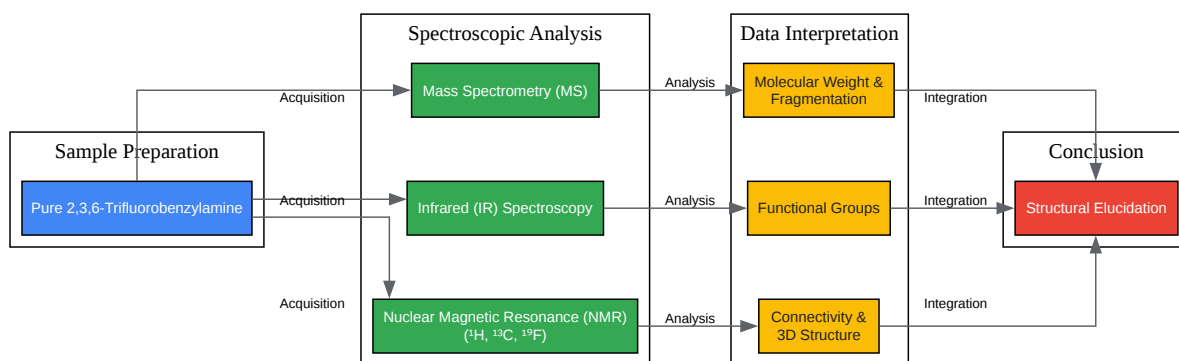 Spectroscopic Analysis
Data Interpretation
Mass Spectrometry (MS)
Analysis
Molecular Weight &
Fragmentation
Acquisition
Integration
Sample Preparation
Conclusion
Pure 2,3,6-Trifluorobenzylamine
Acquisition
Infrared (IR) Spectroscopy
Analysis
Functional Groups
Integration
Structural Elucidation
Acquisition
Nuclear Magnetic Resonance (NMR)
(¹H, ¹³C, ¹⁹F)
Analysis
Connectivity &
3D Structure
Integration